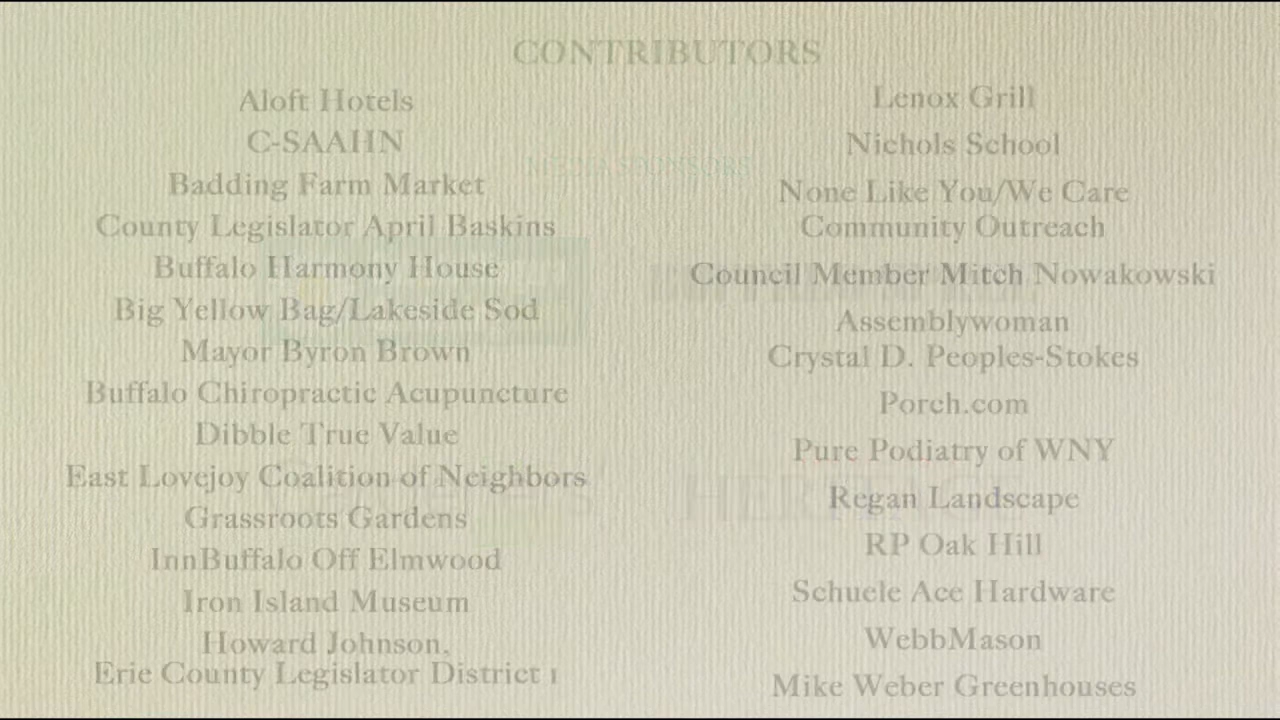 CONTRIBUTORS
Aloft Hotels
C-SAAHN
Badding Farm Market
County Legislator April Baskins
Buffalo Harmony House
Big Yellow Bag/Lakeside Sod
Mayor Byron Brown
Buffalo Chiropractic Acupuncture
Dibble True Value
East Lovejoy Coalition of Neighbors
Grassroots Gardens
InnBuffalo Off Elmwood
Iron Island Museum
Howard Johnson,
Erie County Legislator District 1
Lenox Grill
Nichols School
None Like You/We Care
Community Outreach
Council Member Mitch Nowakowski
Assemblywoman
Crystal D. Peoples-Stokes
Porch.com
Pure Podiatry of WNY
Regan Landscape
RP Oak Hill
Schuele Ace Hardware
WebbMason
Mike Weber Greenhouses
MEDIA SPONSORS